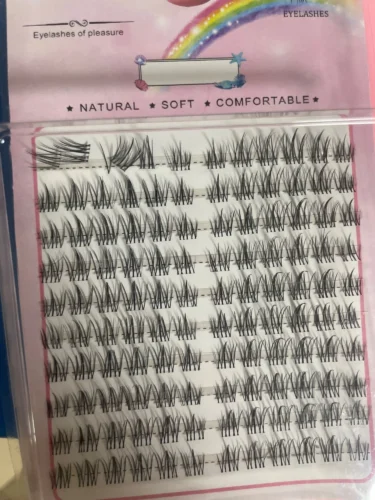 EYELASHES
Eyelashes of pleasure
★ NATURAL ★ SOFT ★ COMFORTABLE★